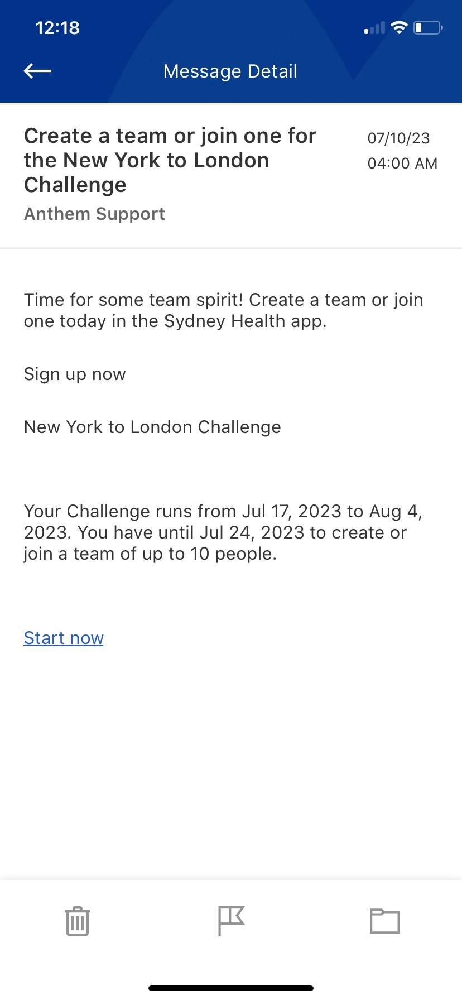 12:18
Message Detail
Create a team or join one for
the New York to London
Challenge
07/10/23
04:00 AM
Anthem Support
Time for some team spirit! Create a team or join
one today in the Sydney Health app.
Sign up now
New York to London Challenge
Your Challenge runs from Jul 17, 2023 to Aug 4,
2023. You have until Jul 24, 2023 to create or
join a team of up to 10 people.
Start now